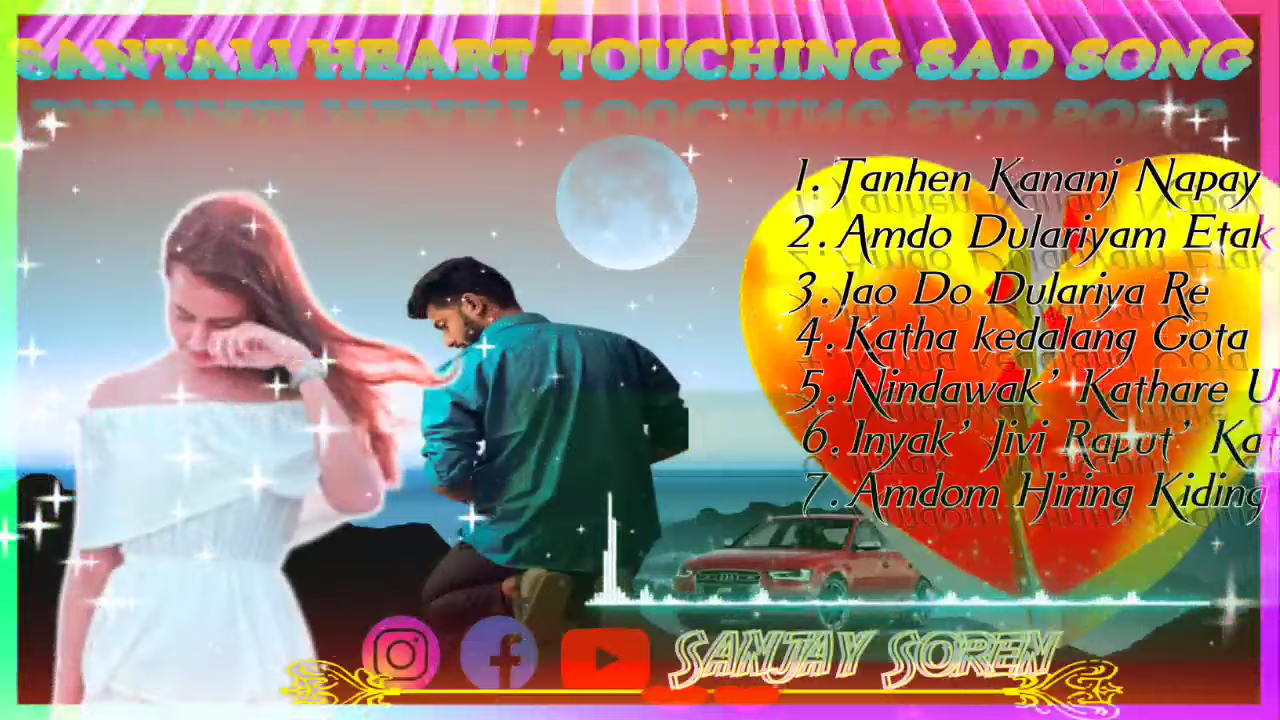 SANTALI HEART TOUCHING SAD SONG
1. Tanhen Kananj Napay
2. Amdo Dulariyam Etak
3. Jao Do Dulariya Re
4. Katha kedalang Gota
5. Nindawak' Kathare
6. Inyak' Jivi Raput'
7. Amdom Hiring Kiding
SANJAY SOREN